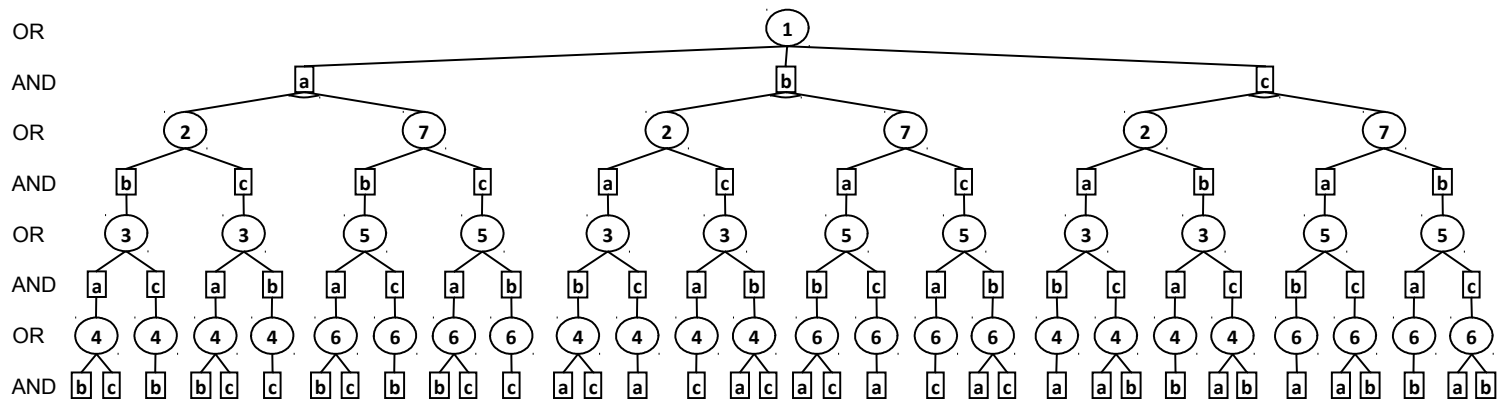 OR 1
AND a b c
OR 2 7 2 7 2 7
AND b c b c a c a c a b a b
OR 3 3 5 5 3 3 5 5 3 3 5 5
AND a c a b a c a b b c a b b c a b b c a c b c a c
OR 4 4 4 4 6 6 6 6 4 4 4 4 6 6 6 6 4 4 4 4 6 6 6 6
AND b c b b c c b c b b c c a c a c a c a c a c a c a a b b a b a a b b a b